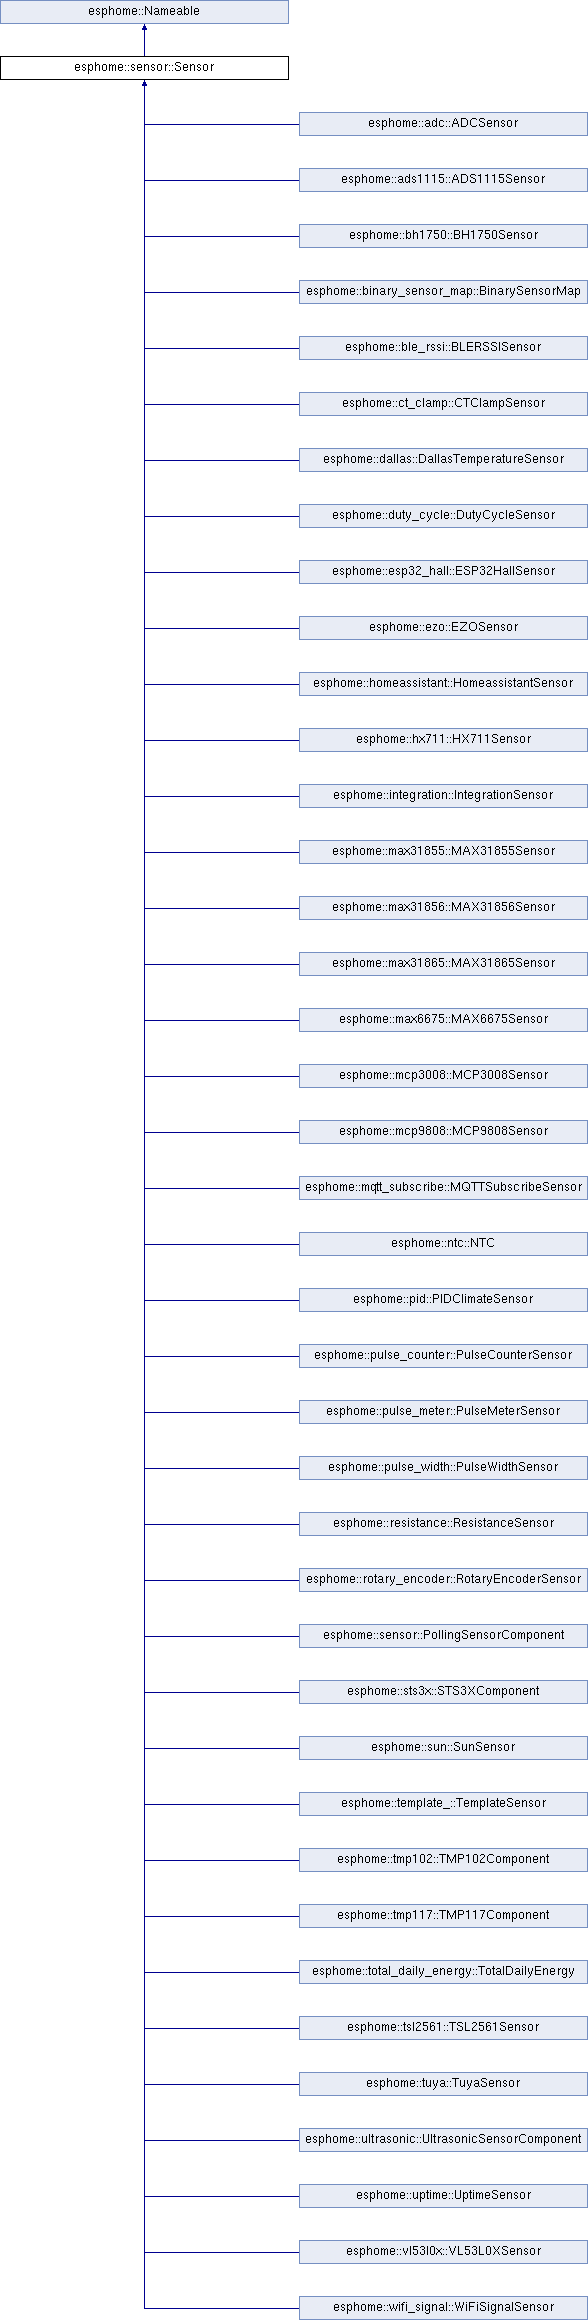 esphome::Nameable
esphome::sensor::Sensor
esphome::adc::ADCSensor
esphome::ads1115::ADS1115Sensor
esphome::bh1750::BH1750Sensor
esphome::binary_sensor_map::BinarySensorMap
esphome::ble_rssi::BLERSSISensor
esphome::ct_clamp::CTClampSensor
esphome::dallas::DallasTemperatureSensor
esphome::duty_cycle::DutyCycleSensor
esphome::esp32_hall::ESP32HallSensor
esphome::ezo::EZOSensor
esphome::homeassistant::HomeassistantSensor
esphome::hx711::HX711Sensor
esphome::integration::IntegrationSensor
esphome::max31855::MAX31855Sensor
esphome::max31856::MAX31856Sensor
esphome::max31865::MAX31865Sensor
esphome::max6675::MAX6675Sensor
esphome::mcp3008::MCP3008Sensor
esphome::mcp9808::MCP9808Sensor
esphome::mqtt_subscribe::MQTTSubscribeSensor
esphome::ntc::NTC
esphome::pid::PIDClimateSensor
esphome::pulse_counter::PulseCounterSensor
esphome::pulse_meter::PulseMeterSensor
esphome::pulse_width::PulseWidthSensor
esphome::resistance::ResistanceSensor
esphome::rotary_encoder::RotaryEncoderSensor
esphome::sensor::PollingSensorComponent
esphome::sts3x::STS3XComponent
esphome::sun::SunSensor
esphome::template_::TemplateSensor
esphome::tmp102::TMP102Component
esphome::tmp117::TMP117Component
esphome::total_daily_energy::TotalDailyEnergy
esphome::tsl2561::TSL2561Sensor
esphome::tuya::TuyaSensor
esphome::ultrasonic::UltrasonicSensorComponent
esphome::uptime::UptimeSensor
esphome::vl53l0x::VL53L0XSensor
esphome::wifi_signal::WiFiSignalSensor